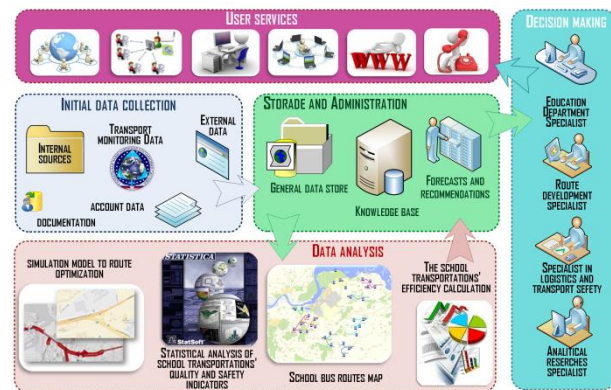 USER SERVICES
WWW
DECISION MAKING
EDUCATION
DEPARTMENT
SPECIALIST
ROUTE
DEVELOPMENT
SPECIALIST
SPECIALIST
IN LOGISTICS AND
TRANSPORT SEFETY
ANALITICAL
RESERCHES SPECIALIST
INITIAL DATA COLLECTION
INTERNAL
SOURCES
TRANSPORT
MONITORING DATA
EXTERNAL
DATA
DOCUMENTATION
ACCOUNT DATA
STORADE AND ADMINISTRATION
GENERAL DATA STORE
KNOWLEDGE BASE
FORECASTS AND
RECOMMENDATIONS
DATA ANALYSIS
SIMULATION MODEL TO ROUTE
OPTIMIZATION
STATISTICA
StatSoft
STATISTICAL ANALYSIS OF
SCHOOL TRANSPORTATIONS'
QUALITY AND SAFETY
INDICATORS
SCHOOL BUS ROUTES MAP
THE SCHOOL
TRANSPORTATIONS'
EFFICIENCY CALCULATION